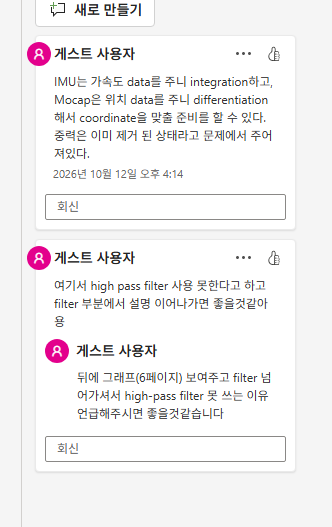 새로 만들기
게스트 사용자
IMU는 가속도 data를 주니 integration하고,
Mocap은 위치 data를 주니 differentiation
해서 coordinate을 맞출 준비를 할 수 있다.
중력은 이미 제거 된 상태라고 문제에서 주어
져있다.
2026년 10월 12일 오후 4:14
회신
게스트 사용자
여기서 high pass filter 사용 못한다고 하고
filter 부분에서 설명 이어나가면 좋을것같아
용
게스트 사용자
뒤에 그래프(6페이지) 보여주고 filter 넘
어가셔서 high-pass filter 못 쓰는 이유
언급해주시면 좋을것같습니다
회신